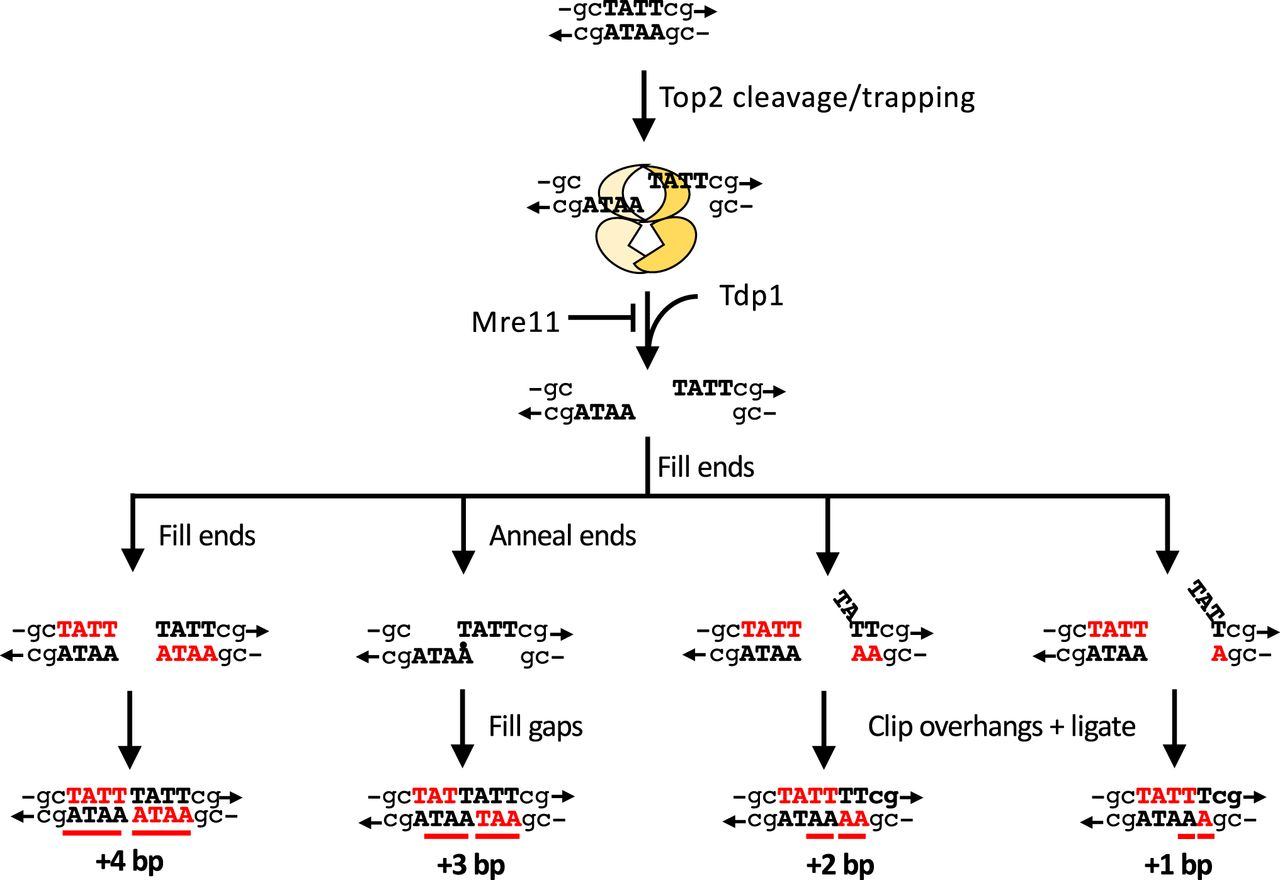 –gcTATTcg
cgATAAgc–
Top2 cleavage/trapping
–gc TATTcg
cgATAA gc–
Tdp1
Mre11
–gc TATTcg
cgATAA gc–
Fill ends
Fill ends
Anneal ends
–gcTATT TATTcg
cgATAA ATAAgc–
–gc TATTcg
cgATAA gc–
TA
–gcTATT TTcg
cgATAA AAgc–
TAT
–gcTATT Tcg
cgATAA Agc–
Fill gaps
Clip overhangs + ligate
–gcTATTTATTcg
cgATAAATAAgc–
+4 bp
–gcTATTATTcg
cgATAATAAgc–
+3 bp
–gcTATTTTcg
cgATAAAAgc–
+2 bp
–gcTATTTcg
cgATAAAgc–
+1 bp